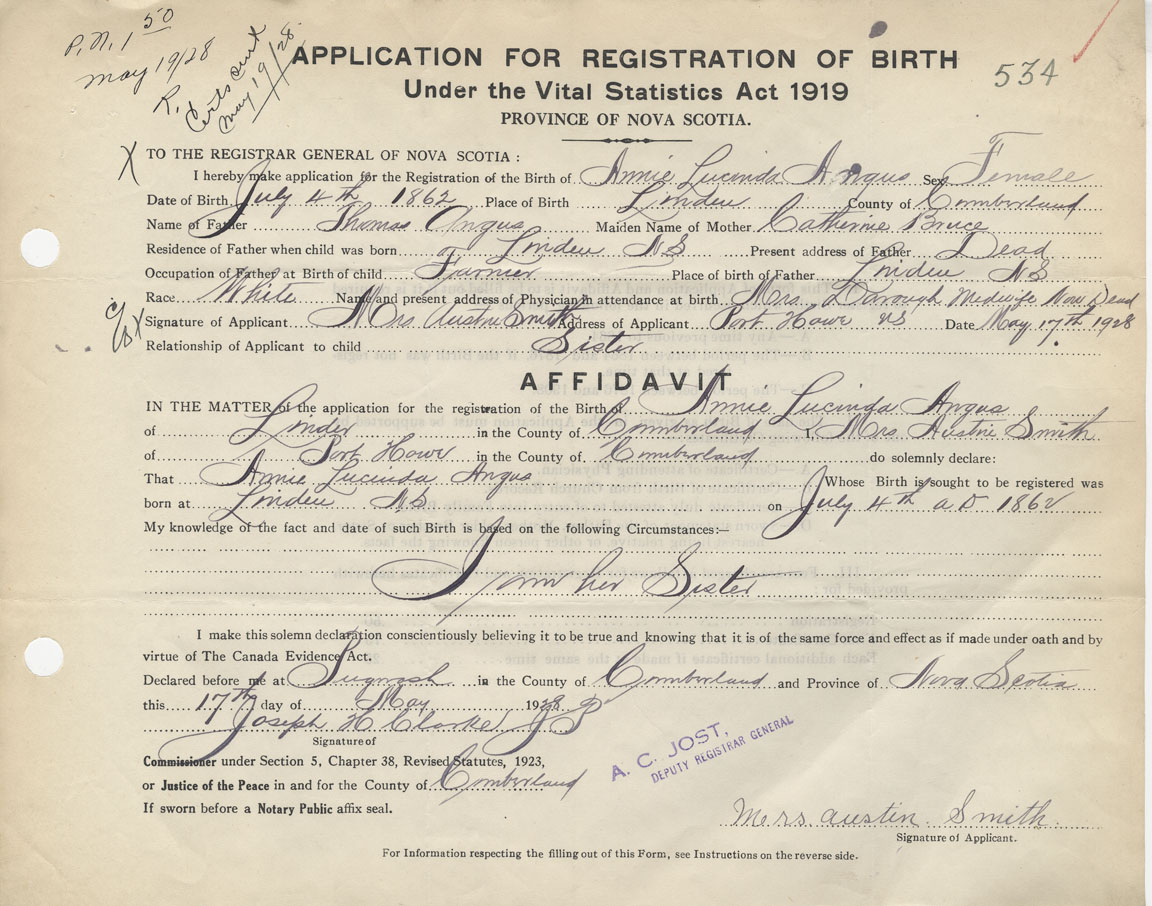 P.N. 1 50
May 19/28
R.
Certs sent
May 19/28
APPLICATION FOR REGISTRATION OF BIRTH
534
Under the Vital Statistics Act 1919
PROVINCE OF NOVA SCOTIA.
X TO THE REGISTRAR GENERAL OF NOVA SCOTIA :
I hereby make application for the Registration of the Birth of Annie Lucinda Angus Sex Female
Date of Birth July 4th 1862 Place of Birth Linden County of Cumberland
Name of Father Thomas Angus Maiden Name of Mother Catherine Bruce
Residence of Father when child was born Linden NS Present address of Father Dead
Occupation of Father at Birth of child Farmer Place of birth of Father Linden NS
Race White Name and present address of Physician in attendance at birth Mrs. Darough Midwife Now Dead
X Signature of Applicant Mrs Austin Smith Address of Applicant Port Howe NS Date May 17th 1928
Relationship of Applicant to child Sister
AFFIDAVIT
IN THE MATTER of the application for the registration of the Birth of Annie Lucinda Angus
of Linden in the County of Cumberland I, Mrs Austin Smith
of Port Howe in the County of Cumberland do solemnly declare:
That Annie Lucinda Angus Whose Birth is sought to be registered was
born at Linden NS on July 4th a D 1862
My knowledge of the fact and date of such Birth is based on the following Circumstances:—
I am her Sister
I make this solemn declaration conscientiously believing it to be true and knowing that it is of the same force and effect as if made under oath and by
virtue of The Canada Evidence Act.
Declared before me at Pugwash in the County of Cumberland and Province of Nova Scotia
this 17th day of May 1928
Joseph H Clarke J P
Signature of
Commissioner under Section 5, Chapter 38, Revised Statutes, 1923,
or Justice of the Peace in and for the County of Cumberland
If sworn before a Notary Public affix seal.
A. C. JOST,
DEPUTY REGISTRAR GENERAL
Mers austin Smith
Signature of Applicant.
For Information respecting the filling out of this Form, see Instructions on the reverse side.